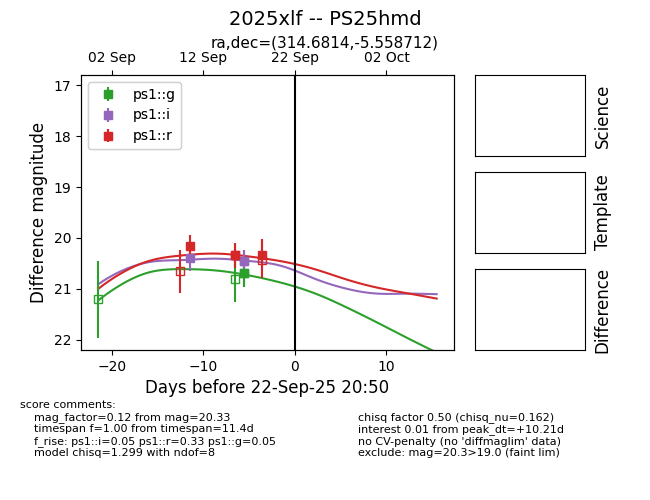 2025xlf -- PS25hmd
ra,dec=(314.6814,-5.558712)
02 Sep 12 Sep 22 Sep 02 Oct
17
18
19
20
21
22
Difference magnitude
ps1::g
ps1::i
ps1::r
−20 −10 0 10
Days before 22-Sep-25 20:50
Science
Template
Difference
score comments:
mag_factor=0.12 from mag=20.33
timespan f=1.00 from timespan=11.4d
f_rise: ps1::i=0.05 ps1::r=0.33 ps1::g=0.05
model chisq=1.299 with ndof=8
chisq factor 0.50 (chisq_nu=0.162)
interest 0.01 from peak_dt=+10.21d
no CV-penalty (no 'diffmaglim' data)
exclude: mag=20.3>19.0 (faint lim)